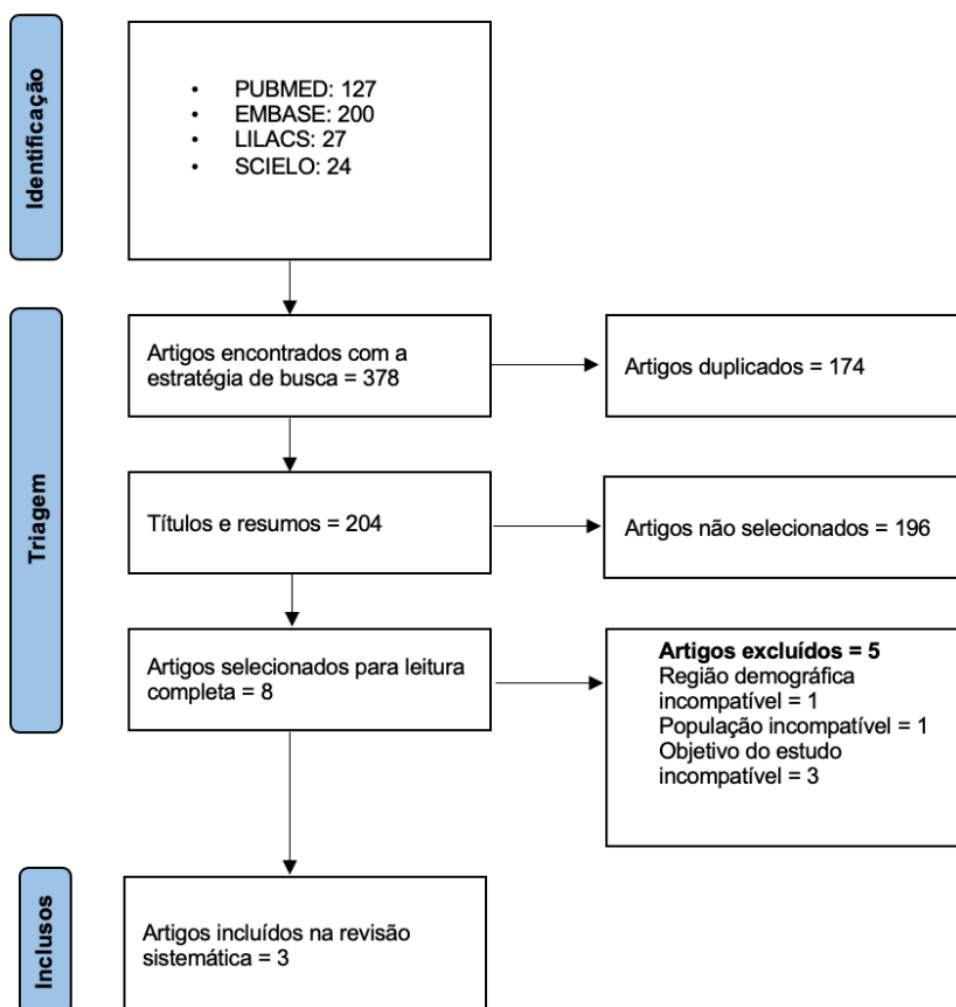 Identificação
• PUBMED: 127
• EMBASE: 200
• LILACS: 27
• SCIELO: 24
Triagem
Artigos encontrados com a
estratégia de busca = 378
Artigos duplicados = 174
Títulos e resumos = 204
Artigos não selecionados = 196
Artigos selecionados para leitura
completa = 8
Artigos excluídos = 5
Região demográfica
incompatível = 1
População incompatível = 1
Objetivo do estudo
incompatível = 3
Inclusos
Artigos incluídos na revisão
sistemática = 3